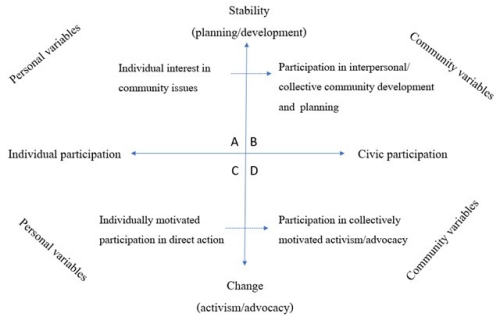 Stability
(planning/development)
Personal variables
Community variables
Individual interest in
community issues
Participation in interpersonal/
collective community development
and planning
A B
Individual participation
Civic participation
C D
Individually motivated
participation in direct action
Participation in collectively
motivated activism/advocacy
Personal variables
Community variables
Change
(activism/advocacy)